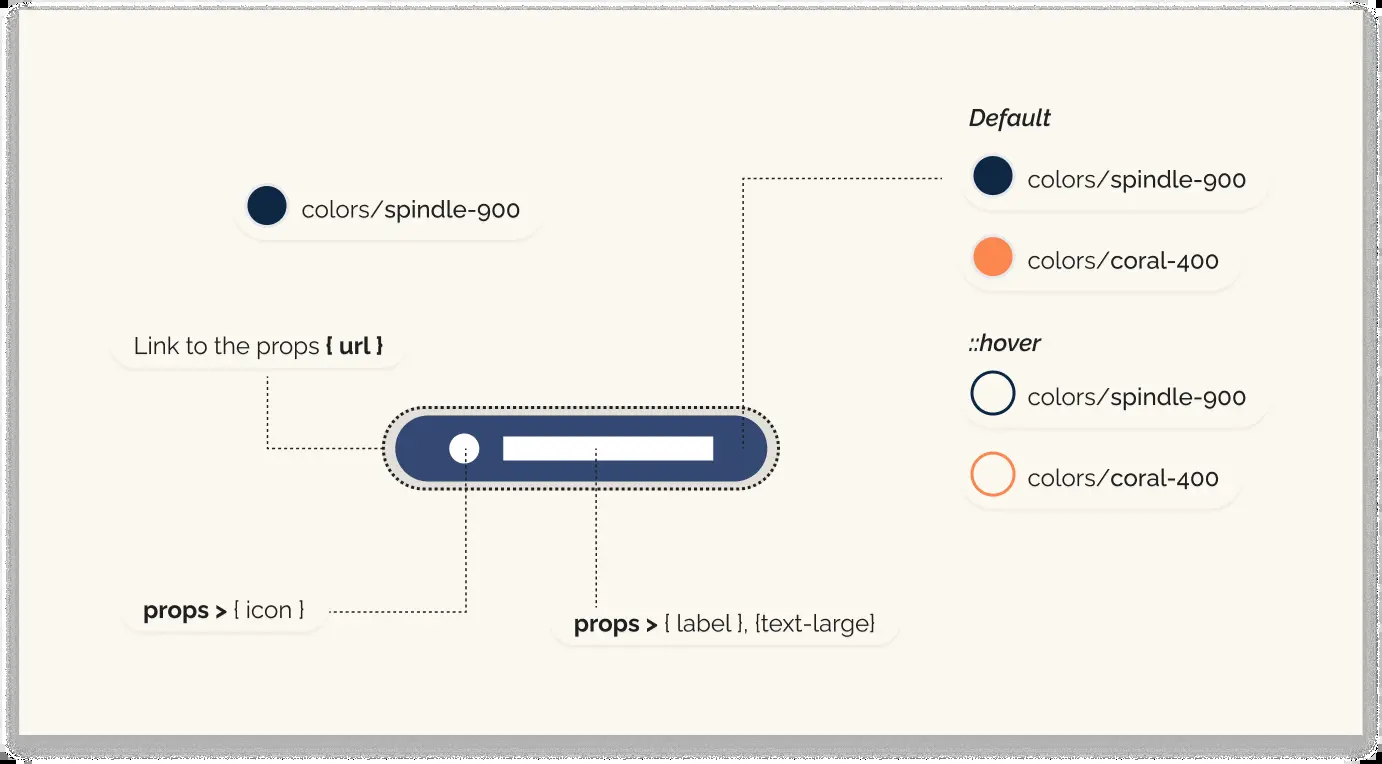 Default
colors/spindle-900
colors/spindle-900
colors/coral-400
Link to the props { url }
::hover
colors/spindle-900
colors/coral-400
props > { icon }
props > { label }, {text-large}